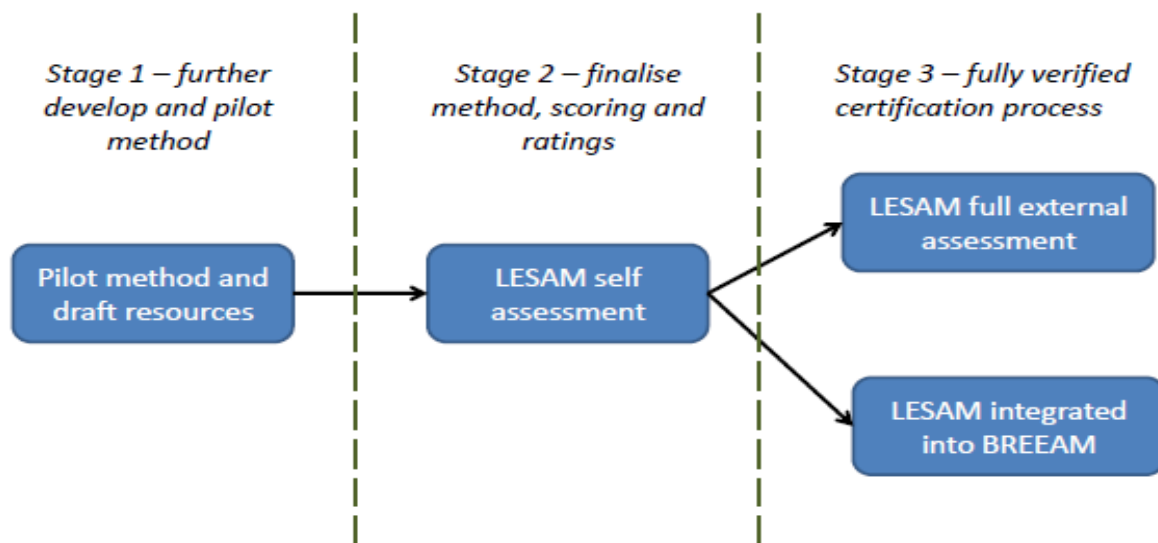 Stage 1 – further
develop and pilot
method
Stage 2 – finalise
method, scoring and
ratings
Stage 3 – fully verified
certification process
Pilot method and
draft resources
LESAM self
assessment
LESAM full external
assessment
LESAM integrated
into BREEAM